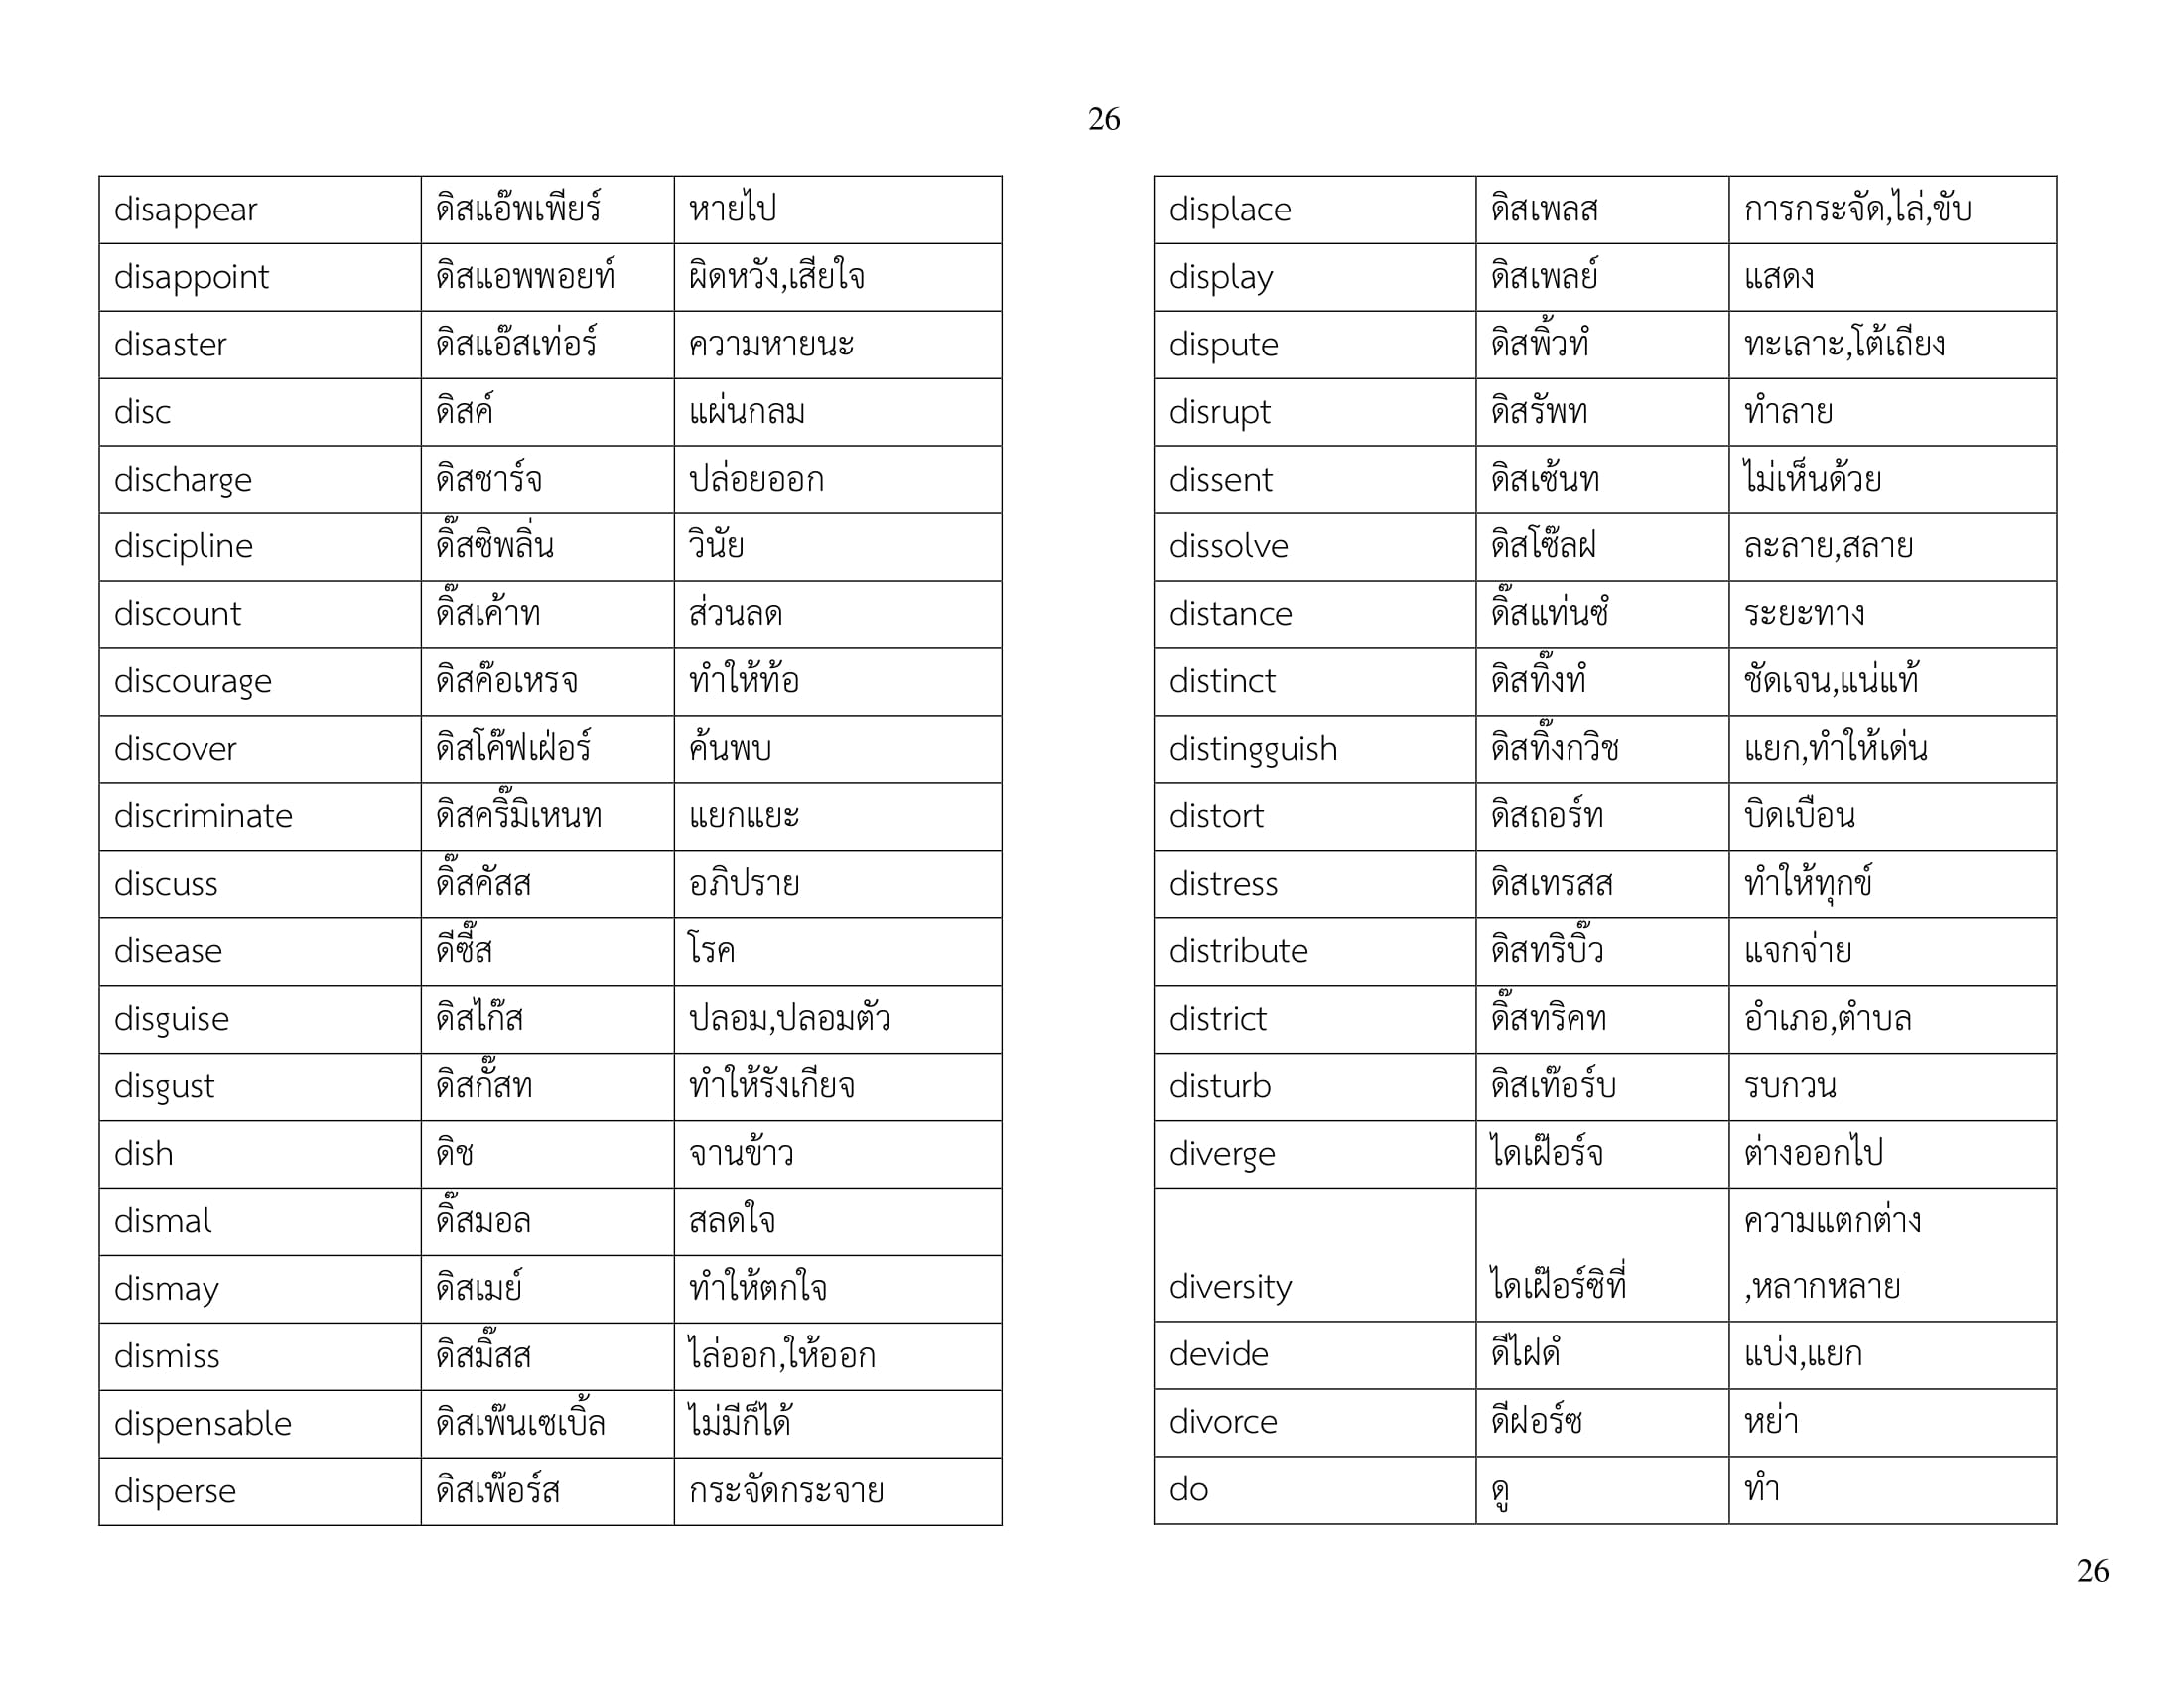 26
disappear ดิสแอ๊พเพียร์ หายไป
disappoint ดิสแอพพอยท์ ผิดหวัง,เสียใจ
disaster ดิสแอ๊สเท่อร์ ความหายนะ
disc ดิสค์ แผ่นกลม
discharge ดิสชาร์จ ปล่อยออก
discipline ดิ๊สซิพลิ่น วินัย
discount ดิ๊สเค้าท ส่วนลด
discourage ดิสค๊อเหรจ ทำให้ท้อ
discover ดิสโค๊ฟเฝ่อร์ ค้นพบ
discriminate ดิสคริ๊มิเหนท แยกแยะ
discuss ดิ๊สคัสส อภิปราย
disease ดีซี๊ส โรค
disguise ดิสไก๊ส ปลอม,ปลอมตัว
disgust ดิสกั๊สท ทำให้รังเกียจ
dish ดิช จานข้าว
dismal ดิ๊สมอล สลดใจ
dismay ดิสเมย์ ทำให้ตกใจ
dismiss ดิสมิ๊สส ไล่ออก,ให้ออก
dispensable ดิสเพ๊นเซเบิ้ล ไม่มีก็ได้
disperse ดิสเพ๊อร์ส กระจัดกระจาย
displace ดิสเพลส การกระจัด,ไล่,ขับ
display ดิสเพลย์ แสดง
dispute ดิสพิ้วทํ ทะเลาะ,โต้เถียง
disrupt ดิสรัพท ทำลาย
dissent ดิสเซ้นท ไม่เห็นด้วย
dissolve ดิสโซ๊ลฝ ละลาย,สลาย
distance ดิ๊สแท่นซํ ระยะทาง
distinct ดิสทิ๊งทํ ชัดเจน,แน่แท้
distingguish ดิสทิ๊งกวิช แยก,ทำให้เด่น
distort ดิสถอร์ท บิดเบือน
distress ดิสเทรสส ทำให้ทุกข์
distribute ดิสทริบิ๊ว แจกจ่าย
district ดิ๊สทริคท อำเภอ,ตำบล
disturb ดิสเท๊อร์บ รบกวน
diverge ไดเฝ๊อร์จ ต่างออกไป
ความแตกต่าง
diversity ไดเฝ๊อร์ซิที่ ,หลากหลาย
devide ดีไฝดํ แบ่ง,แยก
divorce ดีฝอร์ซ หย่า
do ดู ทำ
26